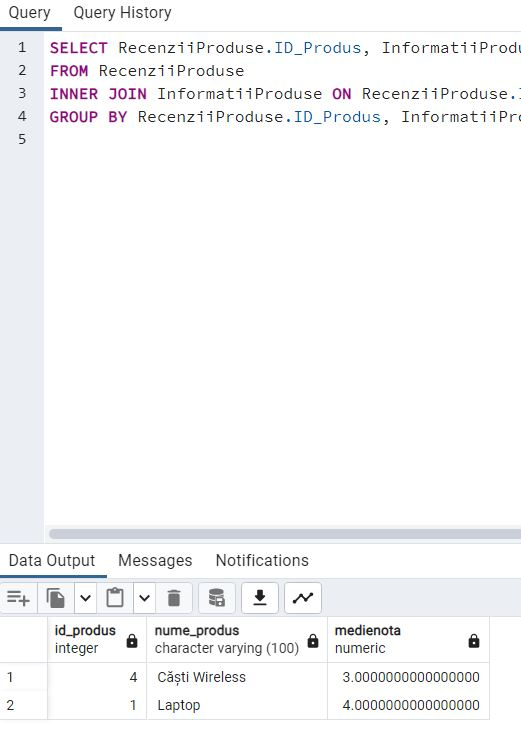 Query Query History
1 SELECT RecenziiProduse.ID_Produs, InformatiiProdu
2 FROM RecenziiProduse
3 INNER JOIN InformatiiProduse ON RecenziiProduse.I
4 GROUP BY RecenziiProduse.ID_Produs, InformatiiPro
5
Data Output Messages Notifications
id_produs nume_produs medienota
integer character varying (100) numeric
1 4 Căști Wireless 3.0000000000000000
2 1 Laptop 4.0000000000000000